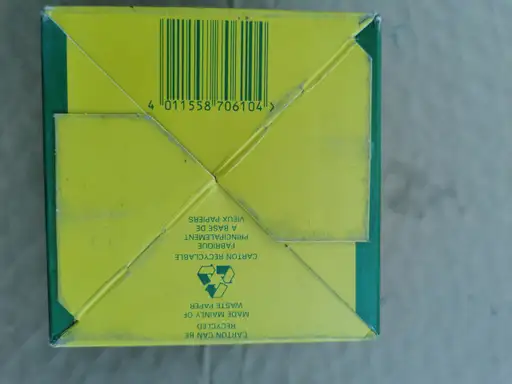 4 011558 706104
CARTON CAN BE
RECYCLED
MADE MAINLY OF
WASTE PAPER
CARTON RECYCLABLE
FABRIQUE
PRINCIPALEMENT
A BASE DE
VIEUX PAPIERS